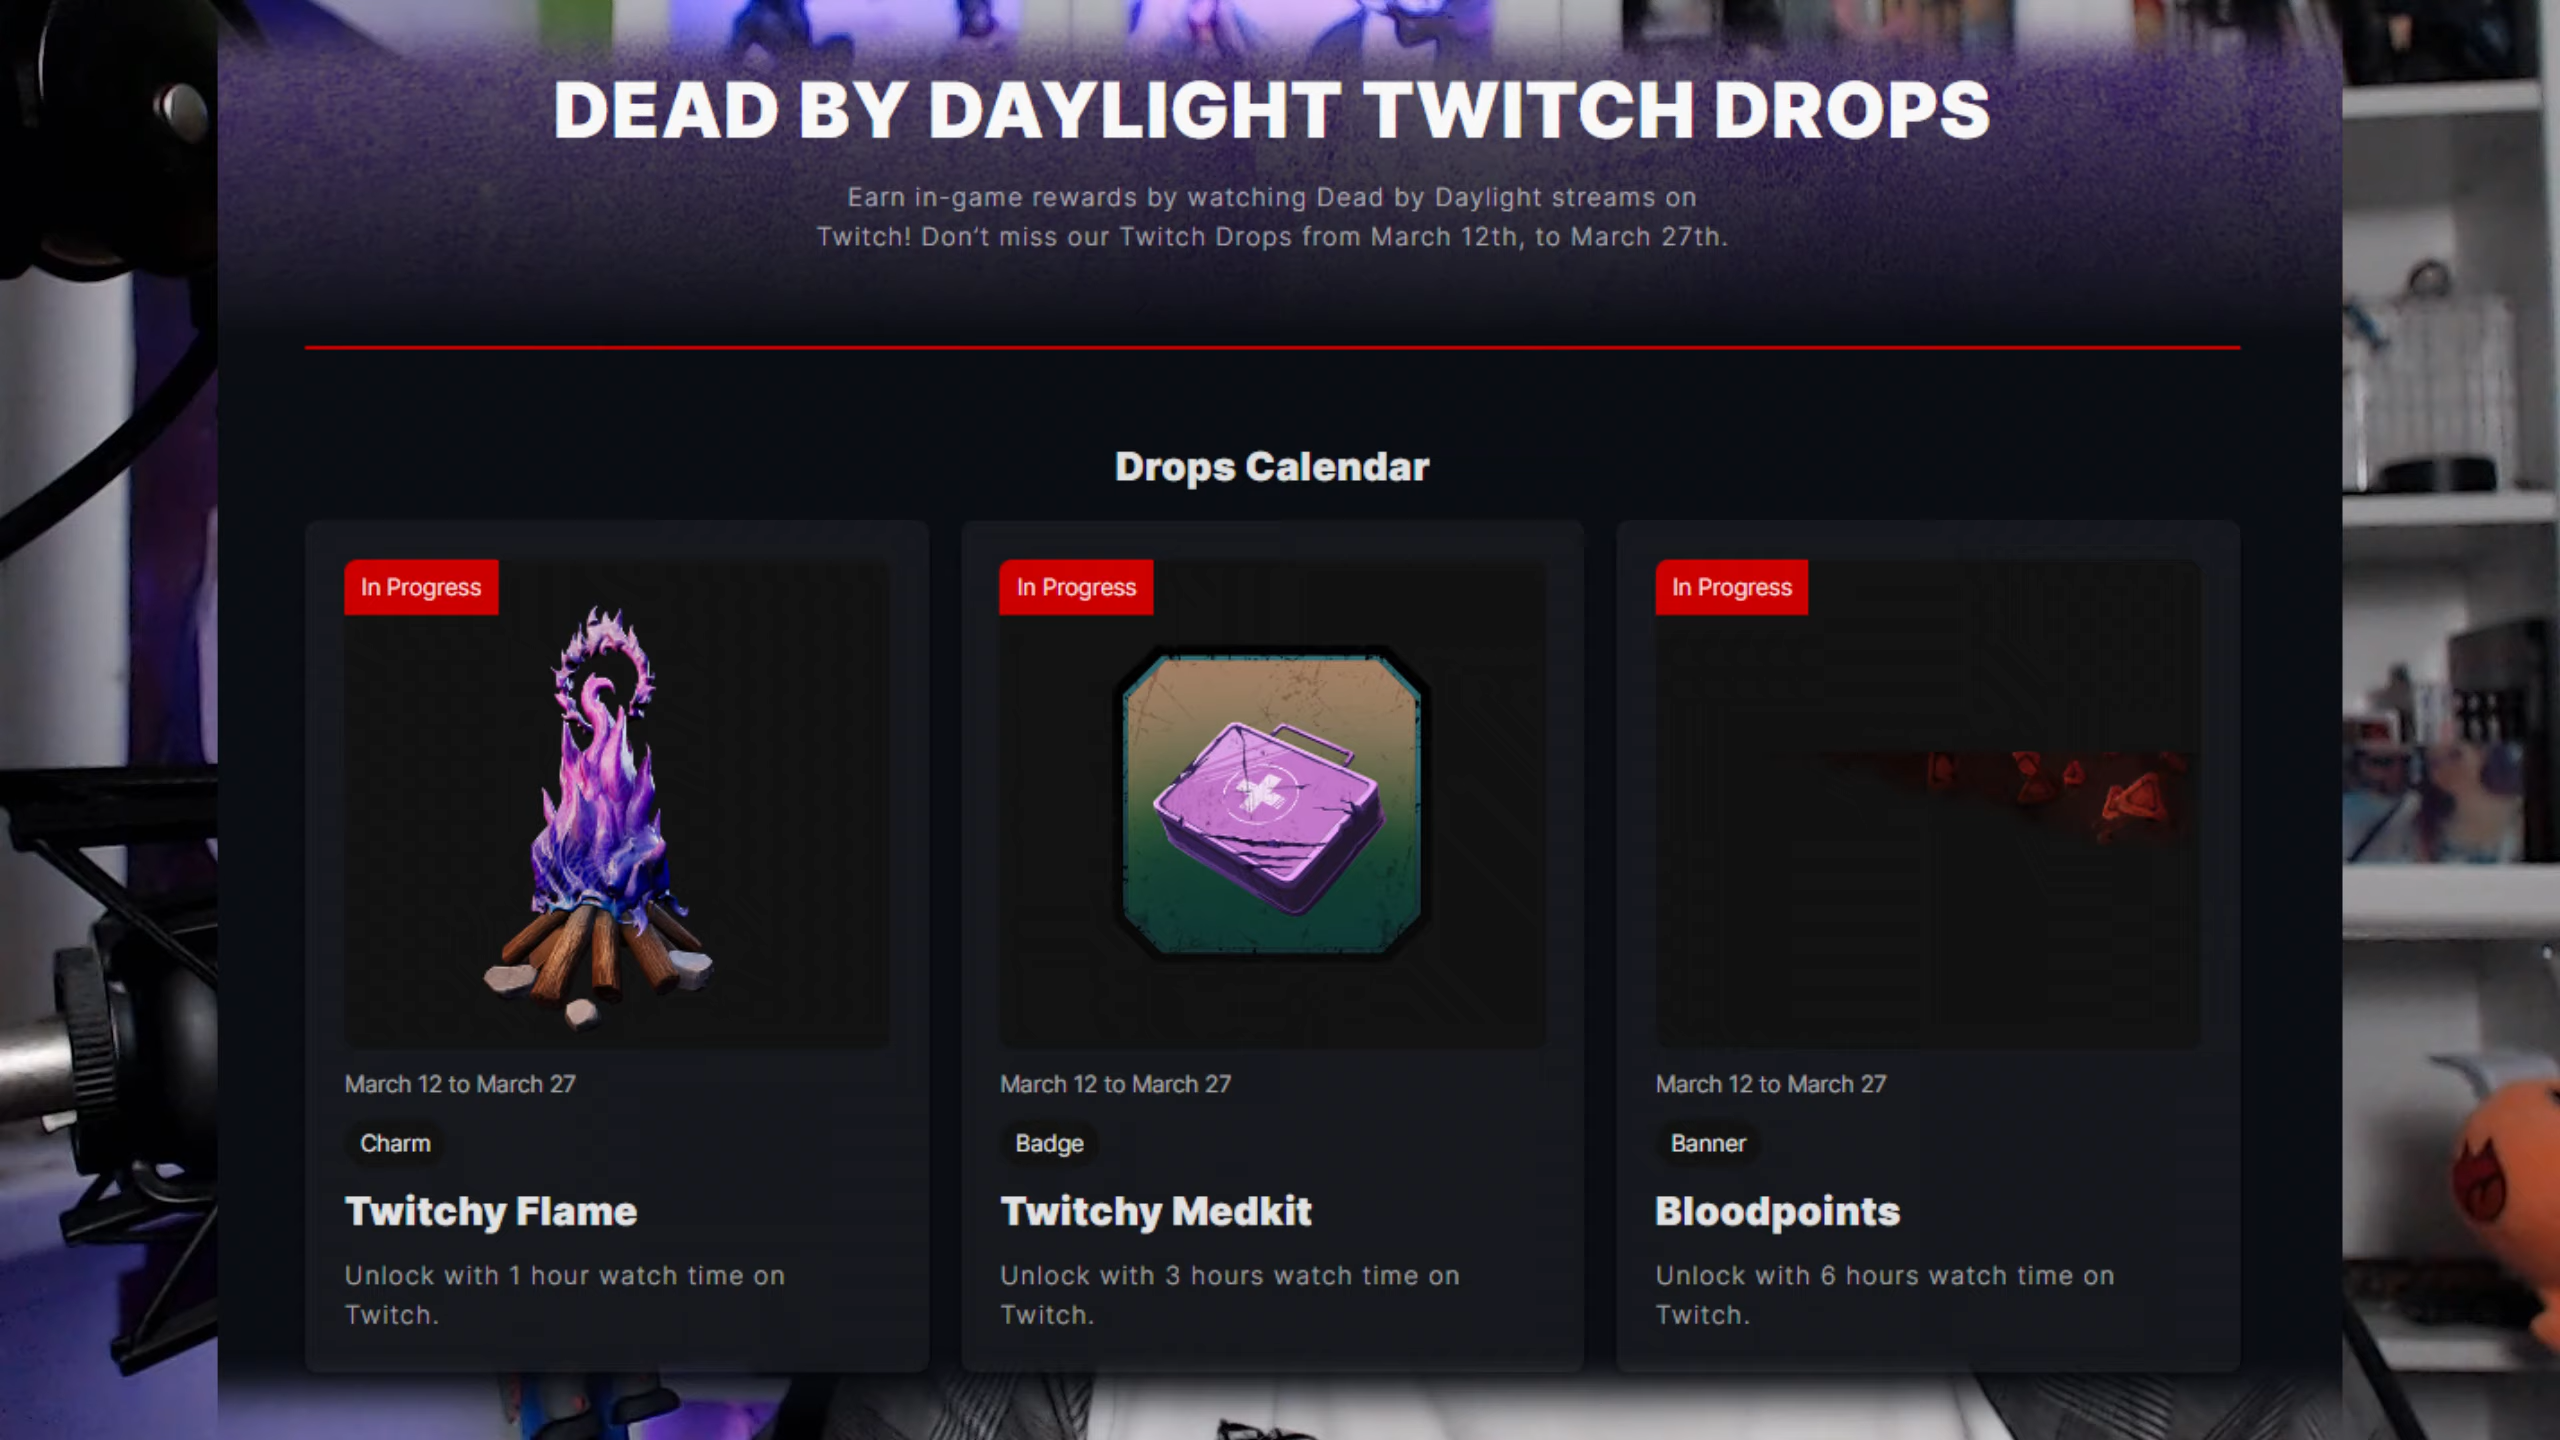 DEAD BY DAYLIGHT TWITCH DROPS
Earn in-game rewards by watching Dead by Daylight streams on
Twitch! Don't miss our Twitch Drops from March 12th, to March 27th.
Drops Calendar
In Progress
March 12 to March 27
Charm
Twitchy Flame
Unlock with 1 hour watch time on
Twitch.
In Progress
March 12 to March 27
Badge
Twitchy Medkit
Unlock with 3 hours watch time on
Twitch.
In Progress
March 12 to March 27
Banner
Bloodpoints
Unlock with 6 hours watch time on
Twitch.